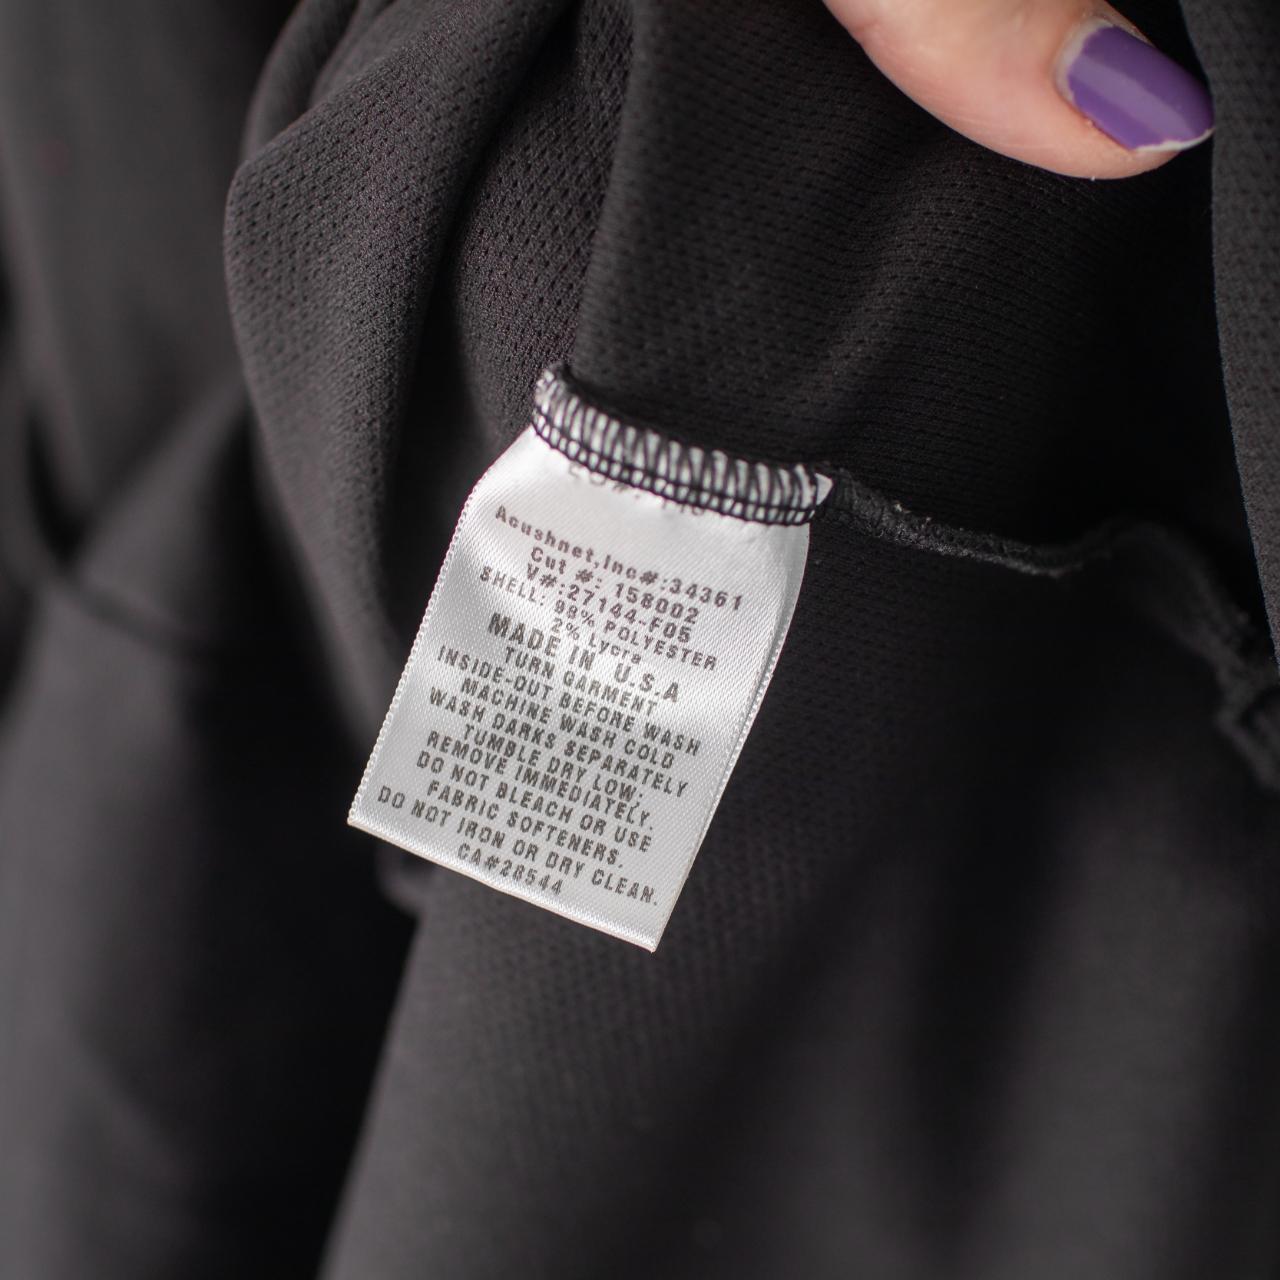 Acushnet,Inc#:34361
Cut #: 158002
V#:27144-F05
SHELL: 98% POLYESTER
2% Lycra
MADE IN U.S.A
TURN GARMENT
INSIDE-OUT BEFORE WASH
MACHINE WASH COLD
WASH DARKS SEPARATELY
TUMBLE DRY LOW.
REMOVE IMMEDIATELY.
DO NOT BLEACH OR USE
FABRIC SOFTENERS.
DO NOT IRON OR DRY CLEAN.
CA#28544